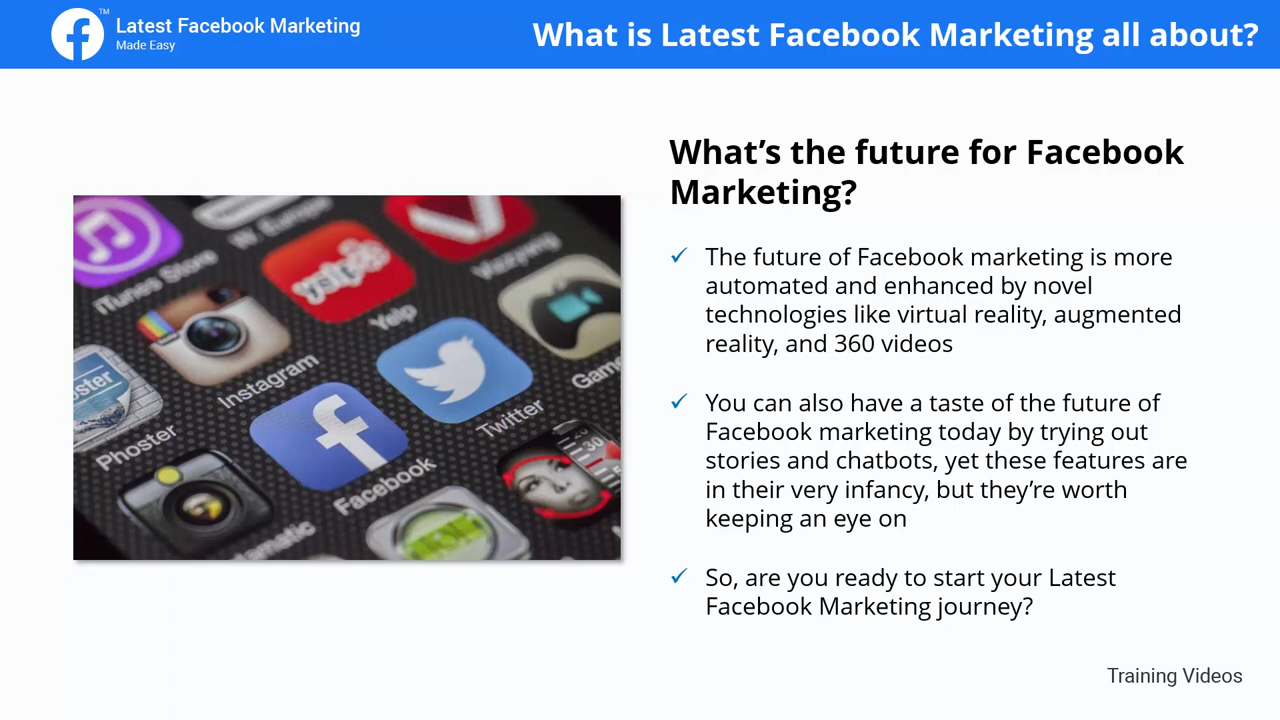 TM
Latest Facebook Marketing
Made Easy
What is Latest Facebook Marketing all about?
What’s the future for Facebook
Marketing?
✓ The future of Facebook marketing is more
automated and enhanced by novel
technologies like virtual reality, augmented
reality, and 360 videos
✓ You can also have a taste of the future of
Facebook marketing today by trying out
stories and chatbots, yet these features are
in their very infancy, but they’re worth
keeping an eye on
✓ So, are you ready to start your Latest
Facebook Marketing journey?
iTunes Store
W. Europe
yelp
Yelp
Instagram
Twitter
Phoster
Facebook
30
Training Videos